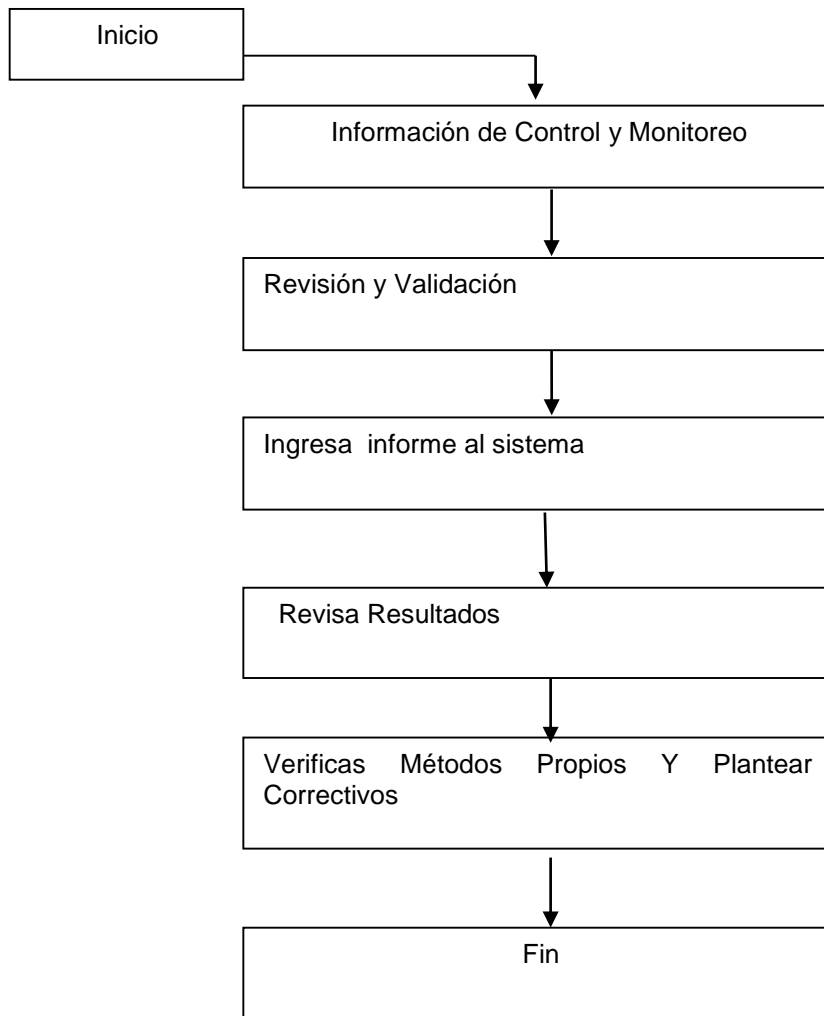 Inicio
Información de Control y Monitoreo
Revisión y Validación
Ingresa informe al sistema
Revisa Resultados
Verificas Métodos Propios Y Plantear
Correctivos
Fin